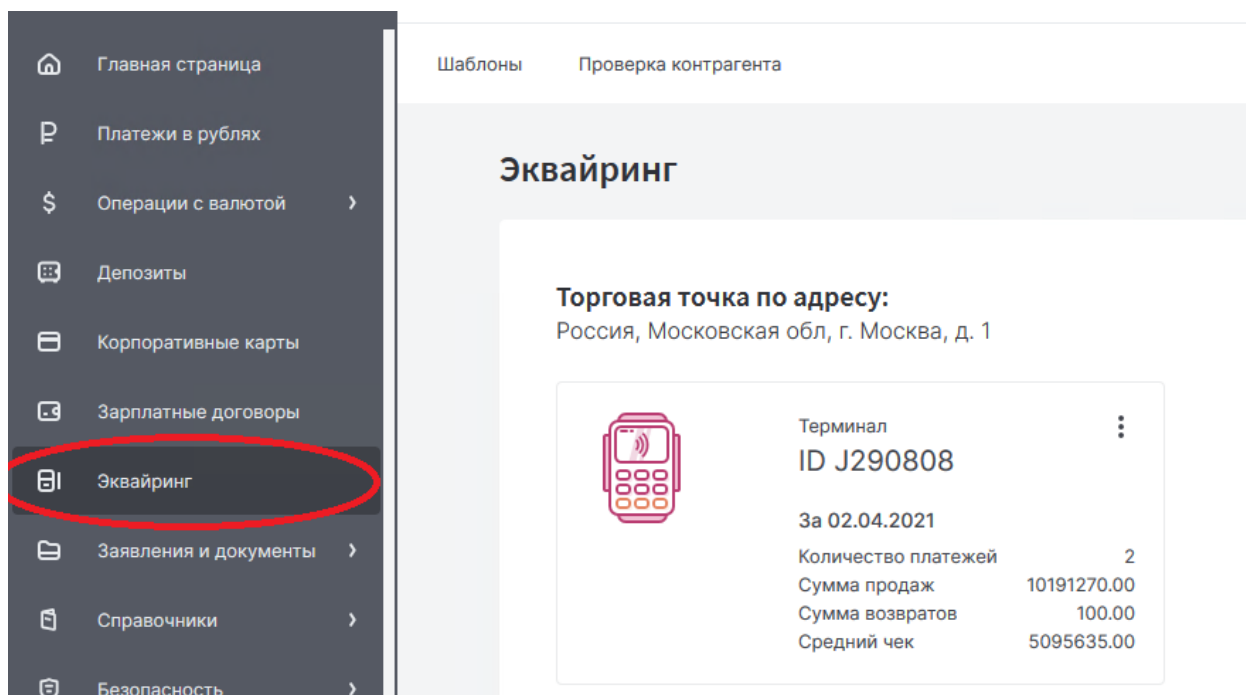 Главная страница
Платежи в рублях
Операции с валютой
Депозиты
Корпоративные карты
Зарплатные договоры
Эквайринг
Заявления и документы
Справочники
Безопасность
Шаблоны Проверка контрагента
Эквайринг
Торговая точка по адресу:
Россия, Московская обл, г. Москва, д. 1
Терминал
ID J290808
За 02.04.2021
Количество платежей 2
Сумма продаж 10191270.00
Сумма возвратов 100.00
Средний чек 5095635.00